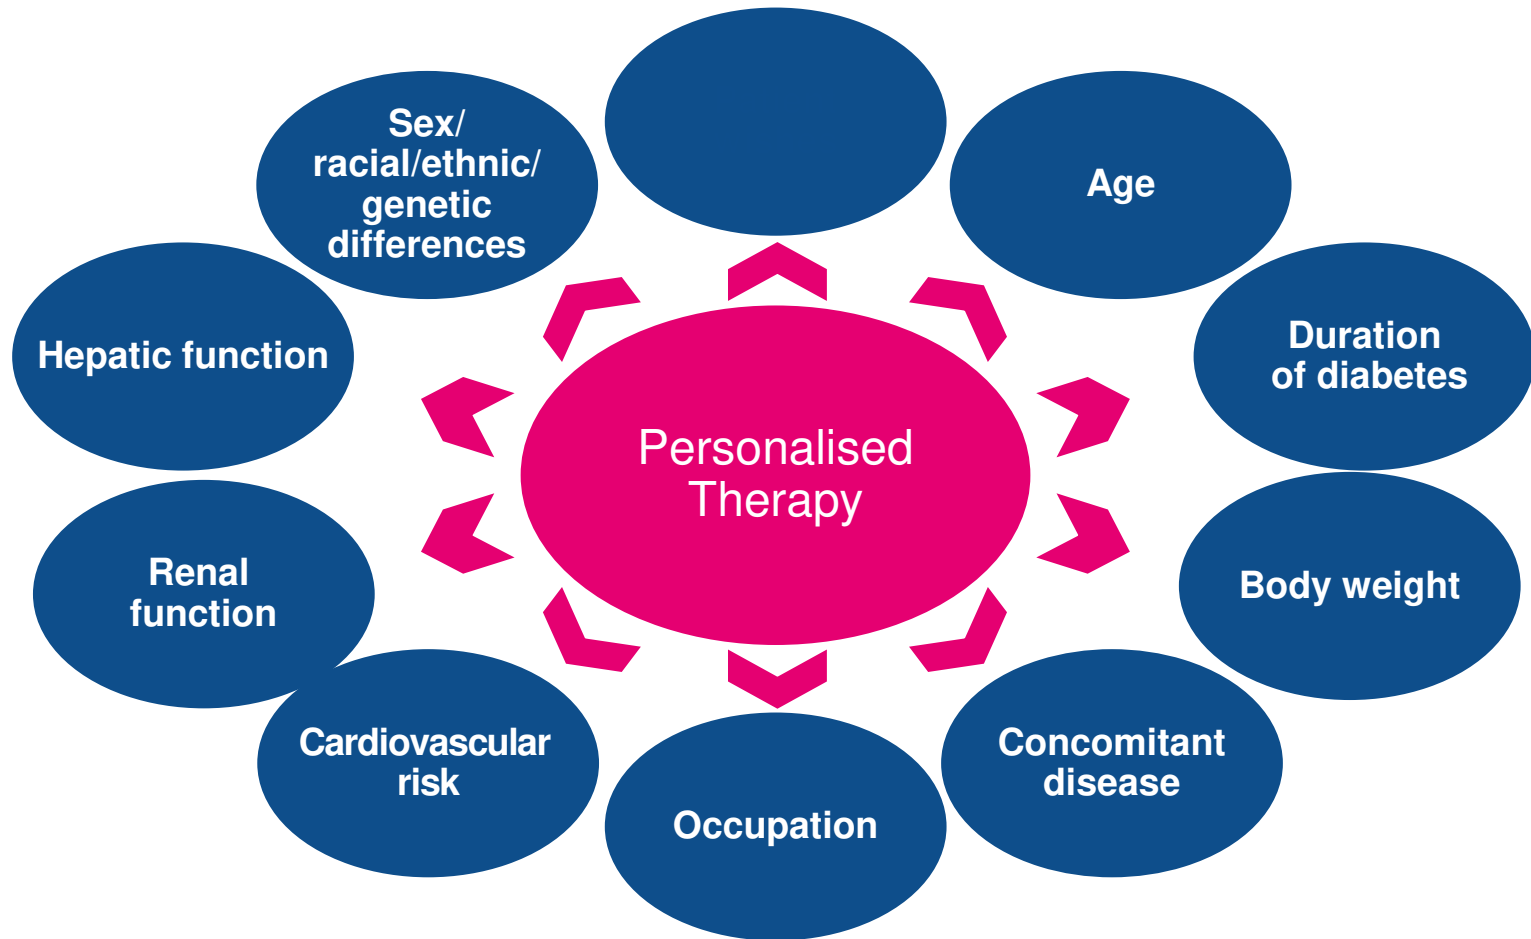 Sex/
racial/ethnic/
genetic
differences
Age
Hepatic function
Duration
of diabetes
Personalised
Therapy
Renal
function
Body weight
Cardiovascular
risk
Occupation
Concomitant
disease